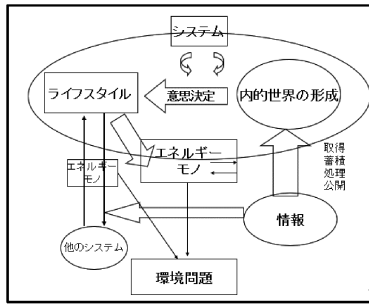 システム
ライフスタイル
意思決定
内的世界の形成
エネルギー
モノ
取得
蓄積
処理
公開
エネルギー
モノ
情報
他のシステム
環境問題